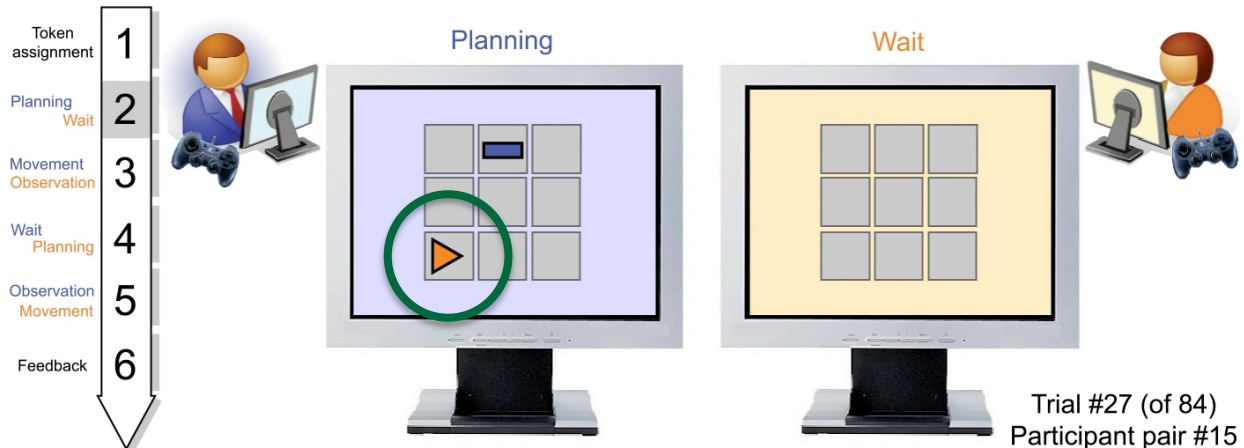 Token
assignment
1
Planning
Wait
2
Movement
Observation
3
Wait
Planning
4
Observation
Movement
5
Feedback
6
Planning
Wait
Trial #27 (of 84)
Participant pair #15